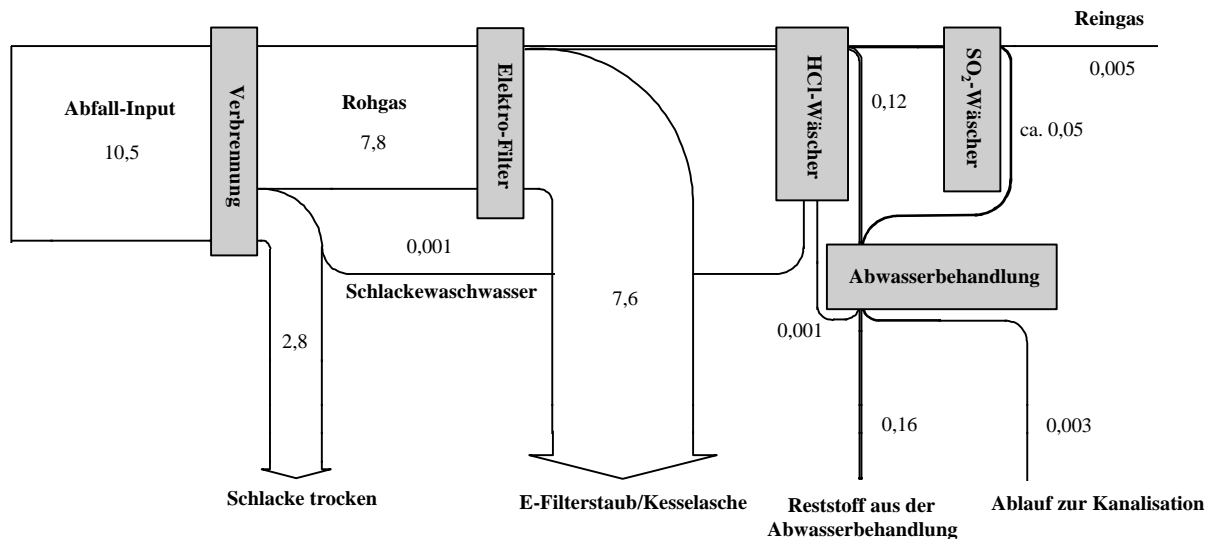 Reingas
0,005
Abfall-Input
10,5
Verbrennung
Rohgas
7,8
Elektro-Filter
HCl-Wäscher
0,12
SO₂-Wäscher
ca. 0,05
0,001
Schlackewaschwasser
Abwasserbehandlung
7,6
2,8
0,001
0,16
0,003
Schlacke trocken
E-Filterstaub/Kesselasche
Reststoff aus der
Abwasserbehandlung
Ablauf zur Kanalisation